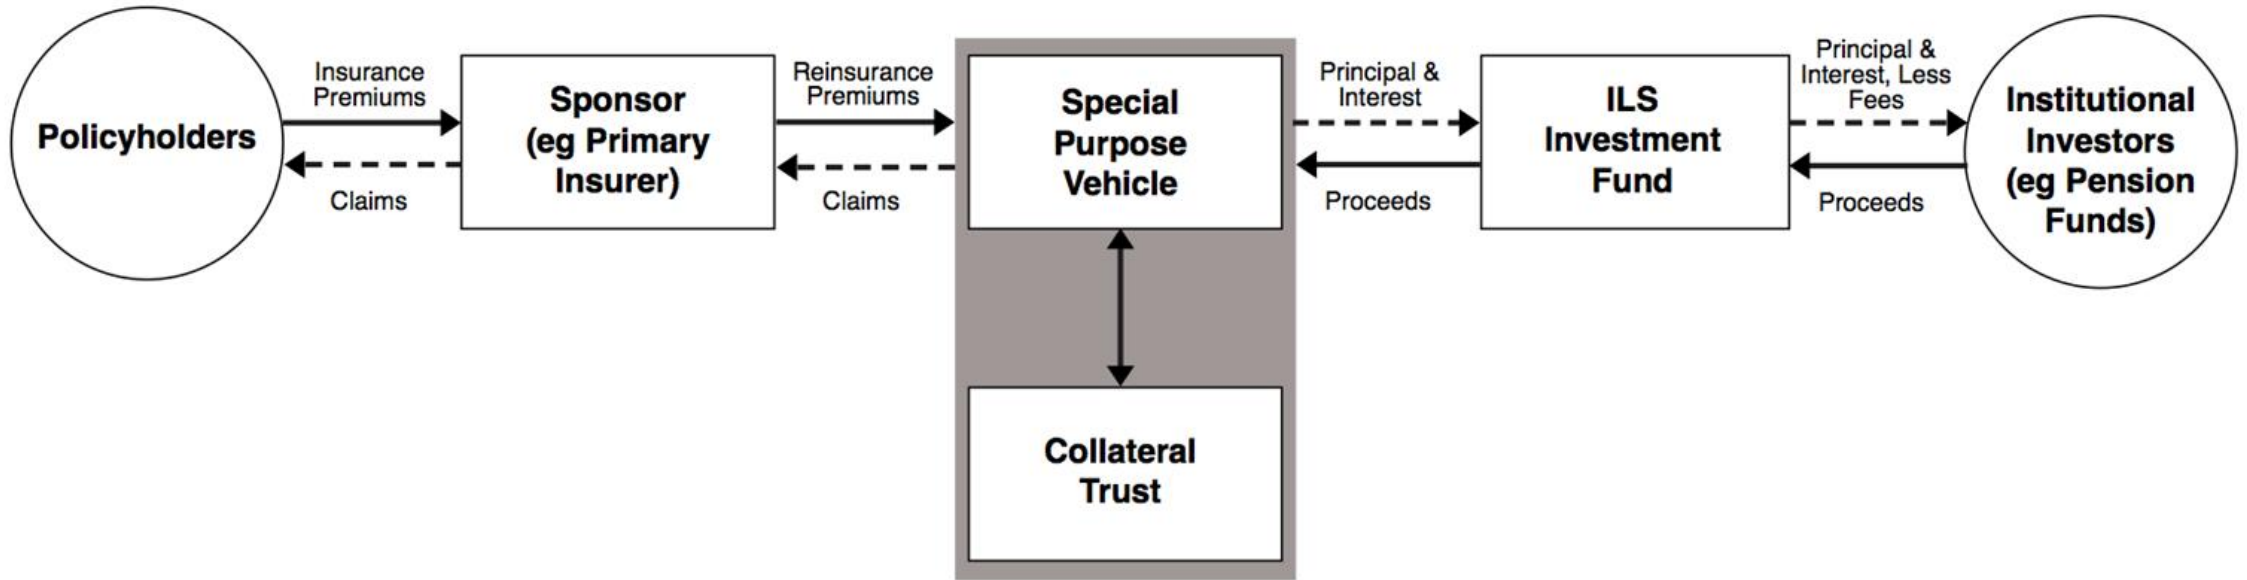 Policyholders
Insurance
Premiums
Claims
Sponsor
(eg Primary
Insurer)
Reinsurance
Premiums
Claims
Special
Purpose
Vehicle
Collateral
Trust
Principal &
Interest
Proceeds
ILS
Investment
Fund
Principal &
Interest, Less
Fees
Proceeds
Institutional
Investors
(eg Pension
Funds)